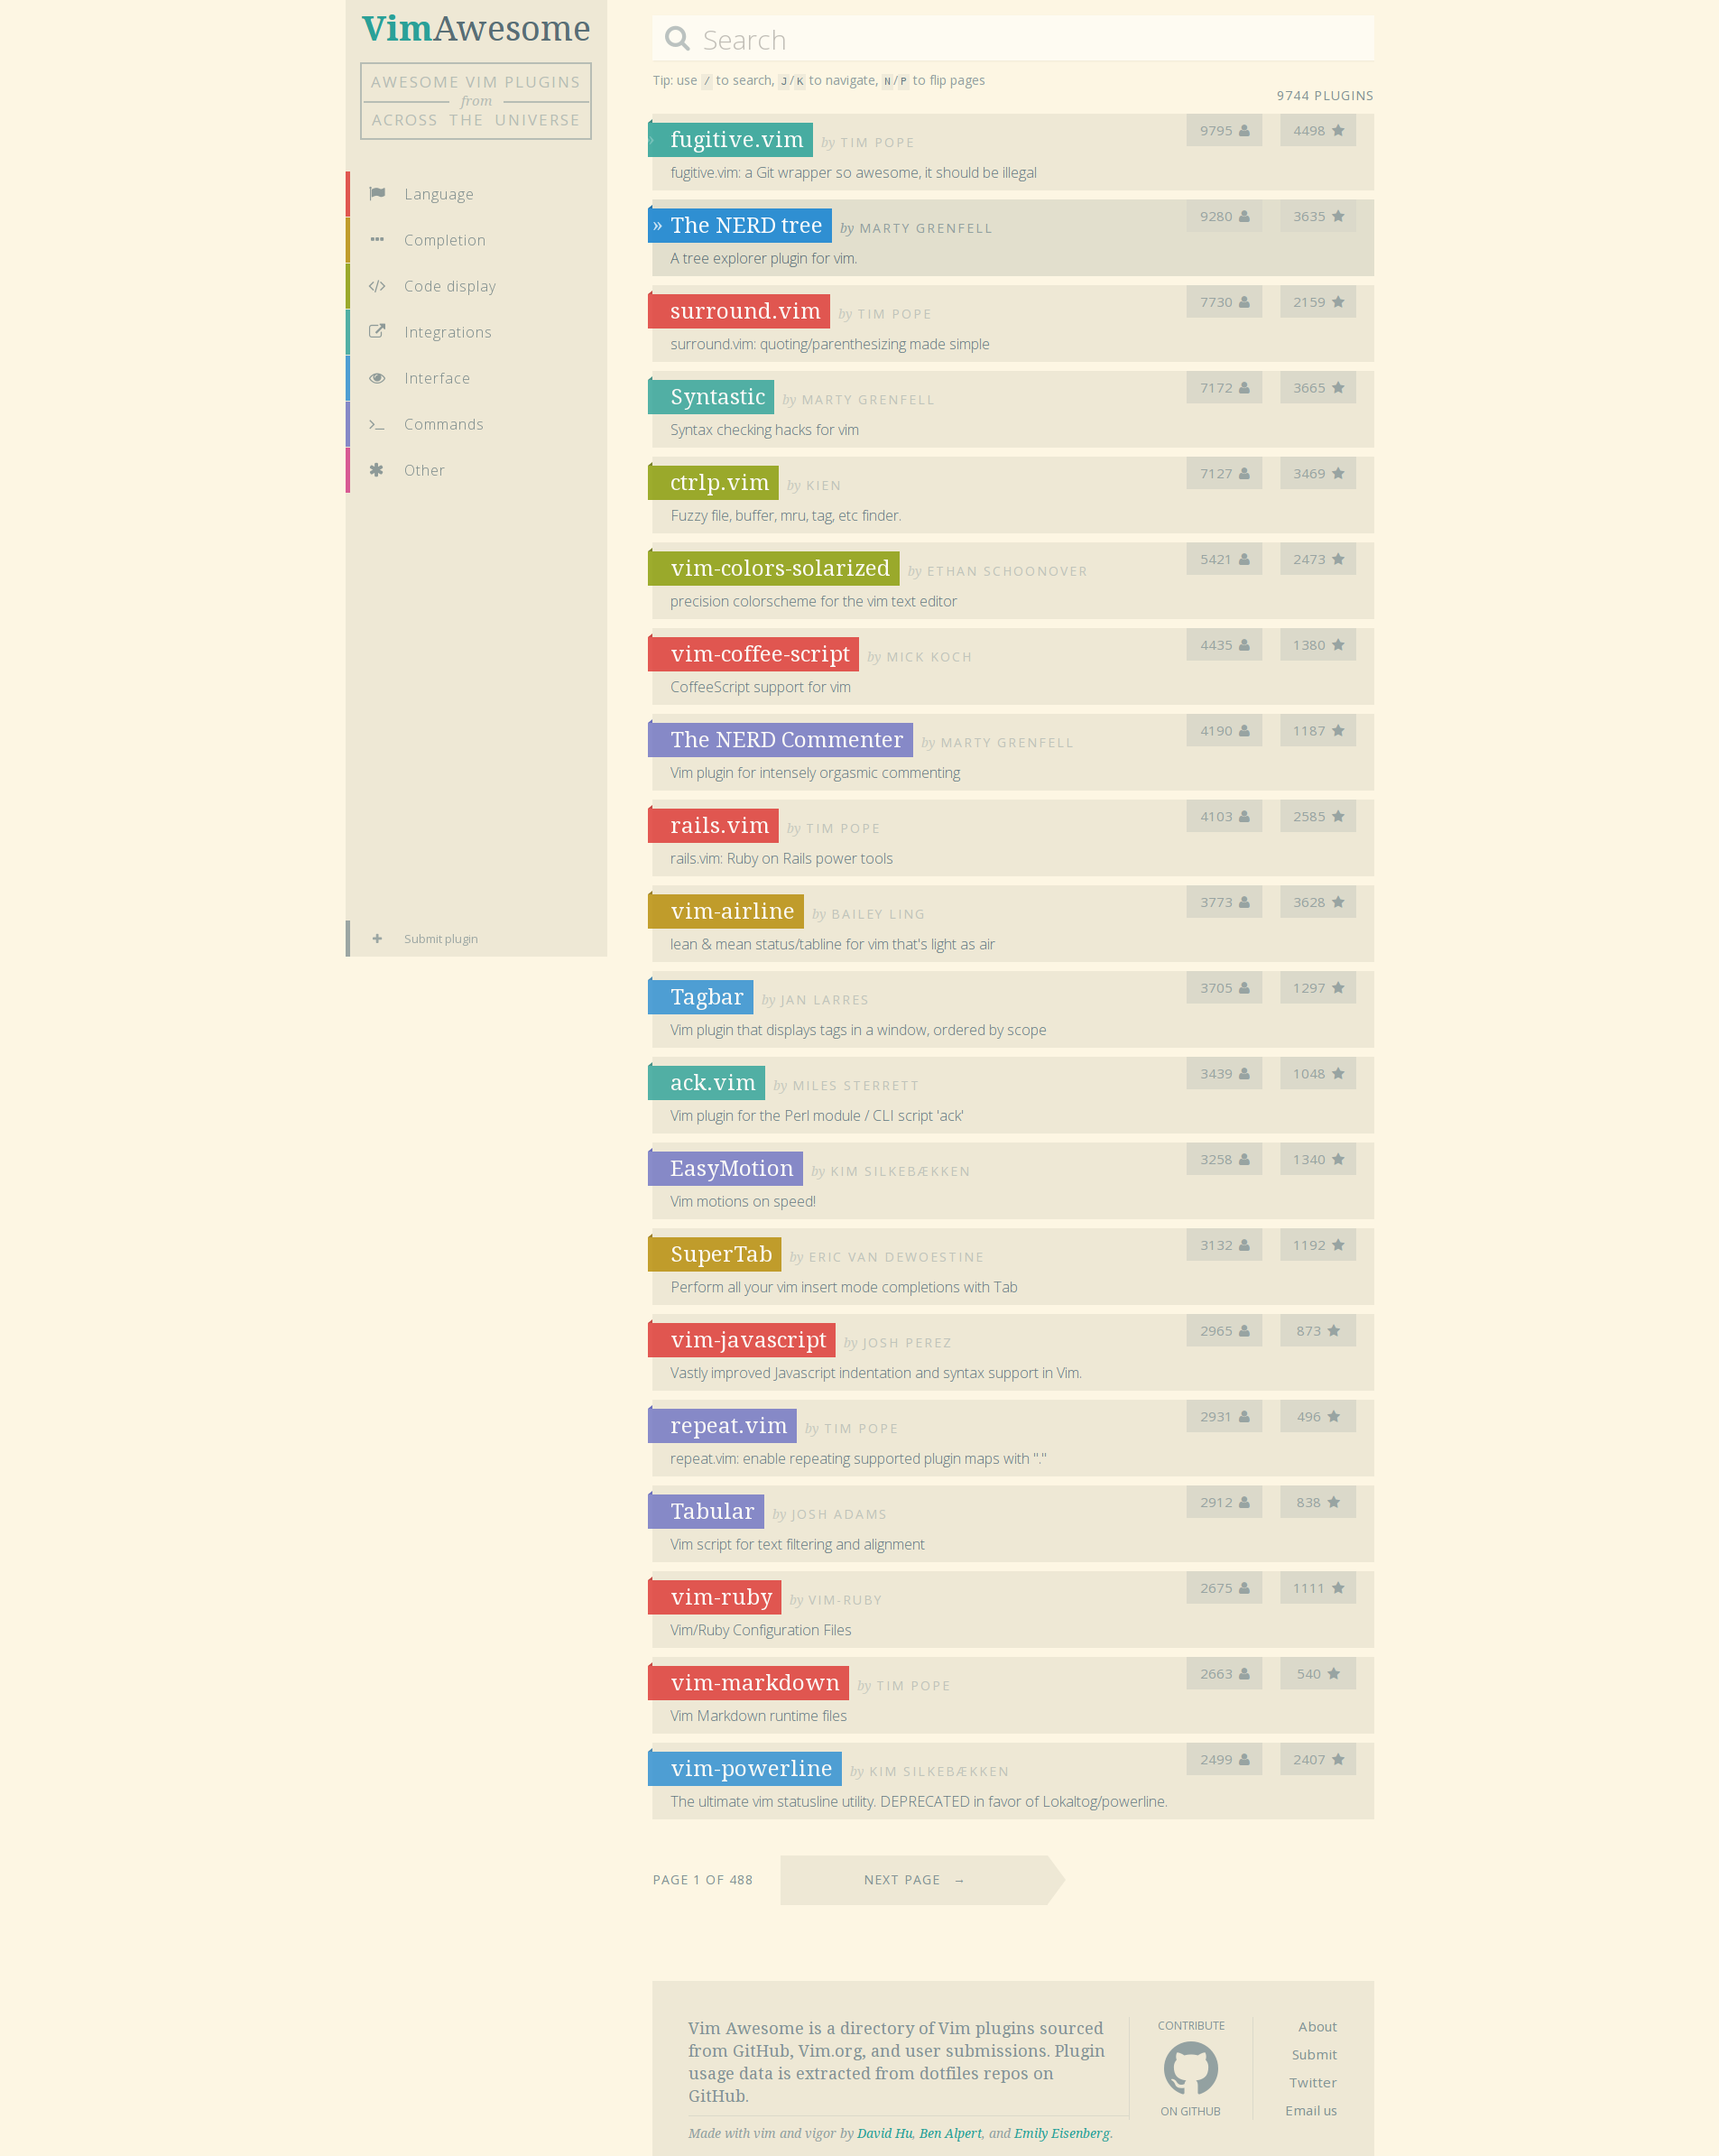 VimAwesome
AWESOME VIM PLUGINS
from
ACROSS THE UNIVERSE
Language
Completion
Code display
Integrations
Interface
Commands
Other
Submit plugin
Search
Tip: use / to search, J/K to navigate, N/P to flip pages
9744 PLUGINS
» fugitive.vim by TIM POPE 9795 4498
fugitive.vim: a Git wrapper so awesome, it should be illegal
» The NERD tree by MARTY GRENFELL 9280 3635
A tree explorer plugin for vim.
surround.vim by TIM POPE 7730 2159
surround.vim: quoting/parenthesizing made simple
Syntastic by MARTY GRENFELL 7172 3665
Syntax checking hacks for vim
ctrlp.vim by KIEN 7127 3469
Fuzzy file, buffer, mru, tag, etc finder.
vim-colors-solarized by ETHAN SCHOONOVER 5421 2473
precision colorscheme for the vim text editor
vim-coffee-script by MICK KOCH 4435 1380
CoffeeScript support for vim
The NERD Commenter by MARTY GRENFELL 4190 1187
Vim plugin for intensely orgasmic commenting
rails.vim by TIM POPE 4103 2585
rails.vim: Ruby on Rails power tools
vim-airline by BAILEY LING 3773 3628
lean & mean status/tabline for vim that's light as air
Tagbar by JAN LARRES 3705 1297
Vim plugin that displays tags in a window, ordered by scope
ack.vim by MILES STERRETT 3439 1048
Vim plugin for the Perl module / CLI script 'ack'
EasyMotion by KIM SILKEBÆKKEN 3258 1340
Vim motions on speed!
SuperTab by ERIC VAN DEWOESTINE 3132 1192
Perform all your vim insert mode completions with Tab
vim-javascript by JOSH PEREZ 2965 873
Vastly improved Javascript indentation and syntax support in Vim.
repeat.vim by TIM POPE 2931 496
repeat.vim: enable repeating supported plugin maps with "."
Tabular by JOSH ADAMS 2912 838
Vim script for text filtering and alignment
vim-ruby by VIM-RUBY 2675 1111
Vim/Ruby Configuration Files
vim-markdown by TIM POPE 2663 540
Vim Markdown runtime files
vim-powerline by KIM SILKEBÆKKEN 2499 2407
The ultimate vim statusline utility. DEPRECATED in favor of Lokaltog/powerline.
PAGE 1 OF 488 NEXT PAGE →
Vim Awesome is a directory of Vim plugins sourced
from GitHub, Vim.org, and user submissions. Plugin
usage data is extracted from dotfiles repos on
GitHub.
Made with vim and vigor by David Hu, Ben Alpert, and Emily Eisenberg.
CONTRIBUTE
ON GITHUB
About
Submit
Twitter
Email us